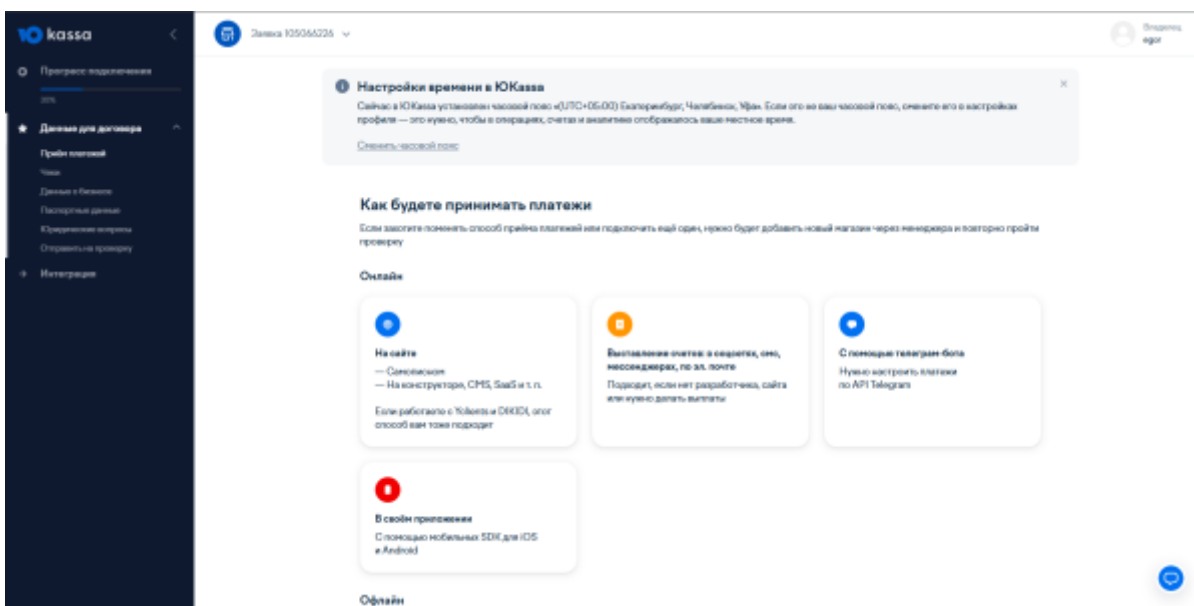 Ю kassa
Заявка 105066226
Владелец
egor
Прогресс подключения
30%
Данные для договора
Приём платежей
Чеки
Данные о бизнесе
Паспортные данные
Юридические вопросы
Отправить на проверку
Интеграция
Настройки времени в ЮKassa
Сейчас в ЮKassa установлен часовой пояс «(UTC+05:00) Екатеринбург, Челябинск, Уфа». Если это не ваш часовой пояс, смените его в настройках
профиля — это нужно, чтобы в операциях, счетах и аналитике отображалось ваше местное время.
Сменить часовой пояс
Как будете принимать платежи
Если захотите поменять способ приёма платежей или подключить ещё один, нужно будет добавить новый магазин через менеджера и повторно пройти
проверку
Онлайн
На сайте
— Самописном
— На конструкторе, CMS, SaaS и т. п.
Если работаете с Yclients и DIKIDI, этот
способ вам тоже подходит
Выставление счетов: в соцсетях, смс,
мессенджерах, по эл. почте
Подходит, если нет разработчика, сайта
или нужно делать выплаты
С помощью телеграм-бота
Нужно настроить платежи
по API Telegram
В своём приложении
С помощью мобильных SDK для iOS
и Android
Офлайн